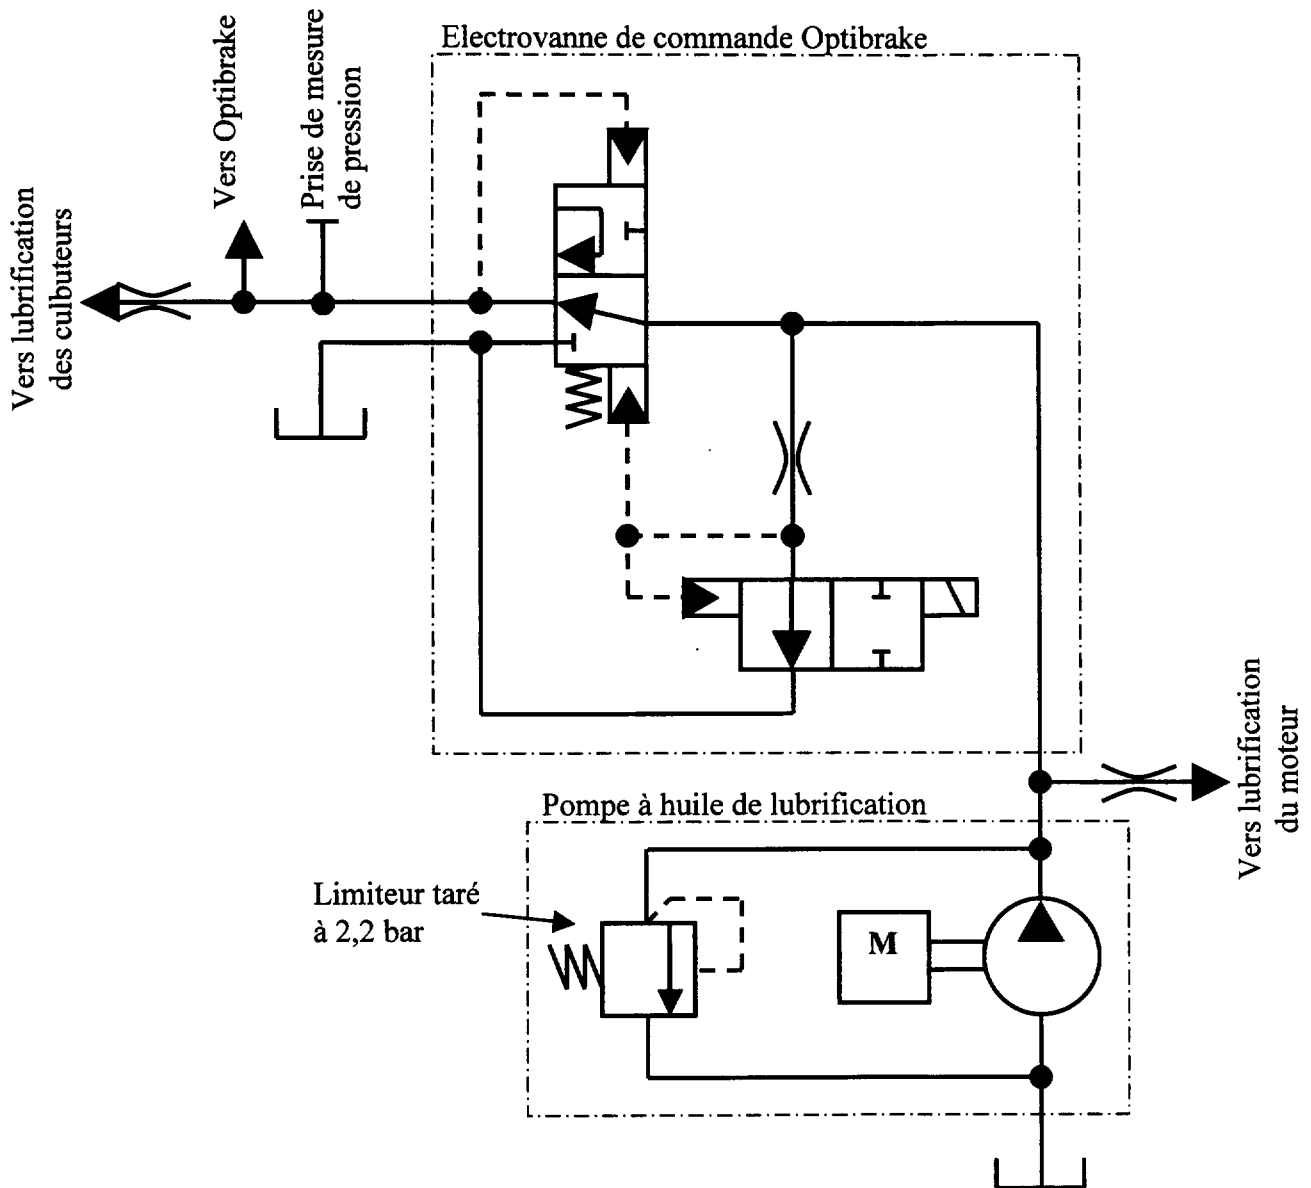 Electrovanne de commande Optibrake
Vers lubrification
des culbuteurs
Vers Optibrake
Prise de mesure
de pression
Vers lubrification
du moteur
Pompe à huile de lubrification
Limiteur taré
à 2,2 bar
M